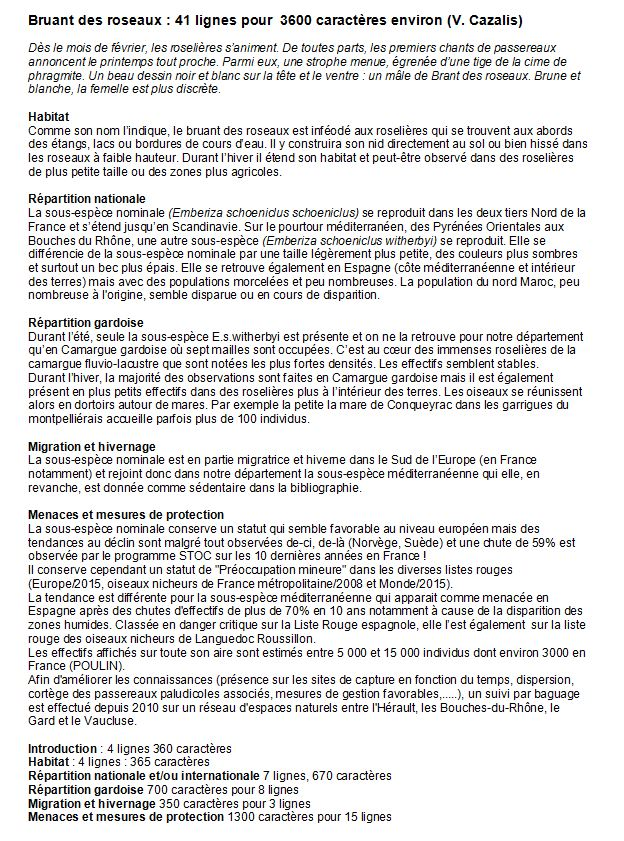 Bruant des roseaux : 41 lignes pour  3600 caractères environ (V. Cazalis)
Dès le mois de février, les roselières s'animent. De toutes parts, les premiers chants de passereaux
annoncent le printemps tout proche. Parmi eux, une strophe menue, égrenée d'une tige de la cime de
phragmite. Un beau dessin noir et blanc sur la tête et le ventre : un mâle de Brant des roseaux. Brune et
blanche, la femelle est plus discrète.
Habitat
Comme son nom l'indique, le bruant des roseaux est inféodé aux roselières qui se trouvent aux abords
des étangs, lacs ou bordures de cours d'eau. Il y construira son nid directement au sol ou bien hissé dans
les roseaux à faible hauteur. Durant l'hiver il étend son habitat et peut-être observé dans des roselières
de plus petite taille ou des zones plus agricoles.
Répartition nationale
La sous-espèce nominale (Emberiza schoeniclus schoeniclus) se reproduit dans les deux tiers Nord de la
France et s'étend jusqu'en Scandinavie. Sur le pourtour méditerranéen, des Pyrénées Orientales aux
Bouches du Rhône, une autre sous-espèce (Emberiza schoeniclus witherbyi) se reproduit. Elle se
différencie de la sous-espèce nominale par une taille légèrement plus petite, des couleurs plus sombres
et surtout un bec plus épais. Elle se retrouve également en Espagne (côte méditerranéenne et intérieur
des terres) mais avec des populations morcelées et peu nombreuses. La population du nord Maroc, peu
nombreuse à l'origine, semble disparue ou en cours de disparition.
Répartition gardoise
Durant l'été, seule la sous-espèce E.s.witherbyi est présente et on ne la retrouve pour notre département
qu'en Camargue gardoise où sept mailles sont occupées. C'est au cœur des immenses roselières de la
camargue fluvio-lacustre que sont notées les plus fortes densités. Les effectifs semblent stables.
Durant l'hiver, la majorité des observations sont faites en Camargue gardoise mais il est également
présent en plus petits effectifs dans des roselières plus à l'intérieur des terres. Les oiseaux se réunissent
alors en dortoirs autour de mares. Par exemple la petite la mare de Conqueyrac dans les garrigues du
montpelliérais accueille parfois plus de 100 individus.
Migration et hivernage
La sous-espèce nominale est en partie migratrice et hiverne dans le Sud de l'Europe (en France
notamment) et rejoint donc dans notre département la sous-espèce méditerranéenne qui elle, en
revanche, est donnée comme sédentaire dans la bibliographie.
Menaces et mesures de protection
La sous-espèce nominale conserve un statut qui semble favorable au niveau européen mais des
tendances au déclin sont malgré tout observées de-ci, de-là (Norvège, Suède) et une chute de 59% est
observée par le programme STOC sur les 10 dernières années en France !
Il conserve cependant un statut de "Préoccupation mineure" dans les diverses listes rouges
(Europe/2015, oiseaux nicheurs de France métropolitaine/2008 et Monde/2015).
La tendance est différente pour la sous-espèce méditerranéenne qui apparait comme menacée en
Espagne après des chutes d'effectifs de plus de 70% en 10 ans notamment à cause de la disparition des
zones humides. Classée en danger critique sur la Liste Rouge espagnole, elle l'est également  sur la liste
rouge des oiseaux nicheurs de Languedoc Roussillon.
Les effectifs affichés sur toute son aire sont estimés entre 5 000 et 15 000 individus dont environ 3000 en
France (POULIN).
Afin d'améliorer les connaissances (présence sur les sites de capture en fonction du temps, dispersion,
cortège des passereaux paludicoles associés, mesures de gestion favorables,.....), un suivi par baguage
est effectué depuis 2010 sur un réseau d'espaces naturels entre l'Hérault, les Bouches-du-Rhône, le
Gard et le Vaucluse.
Introduction : 4 lignes 360 caractères
Habitat : 4 lignes : 365 caractères
Répartition nationale et/ou internationale 7 lignes, 670 caractères
Répartition gardoise 700 caractères pour 8 lignes
Migration et hivernage 350 caractères pour 3 lignes
Menaces et mesures de protection 1300 caractères pour 15 lignes